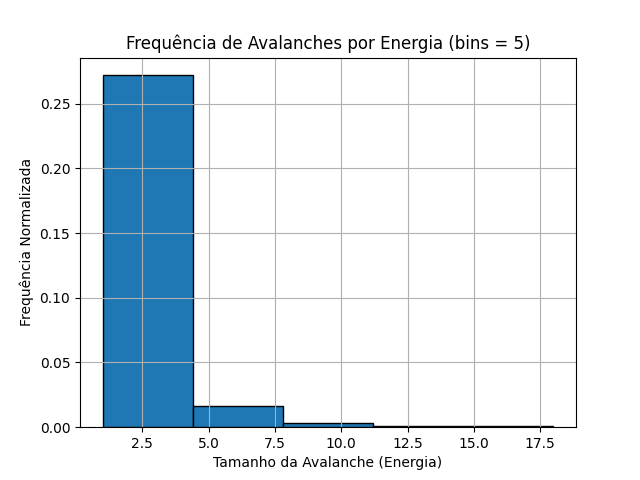 Frequência de Avalanches por Energia (bins = 5)
Frequência Normalizada
0.25
0.20
0.15
0.10
0.05
0.00
2.5 5.0 7.5 10.0 12.5 15.0 17.5
Tamanho da Avalanche (Energia)